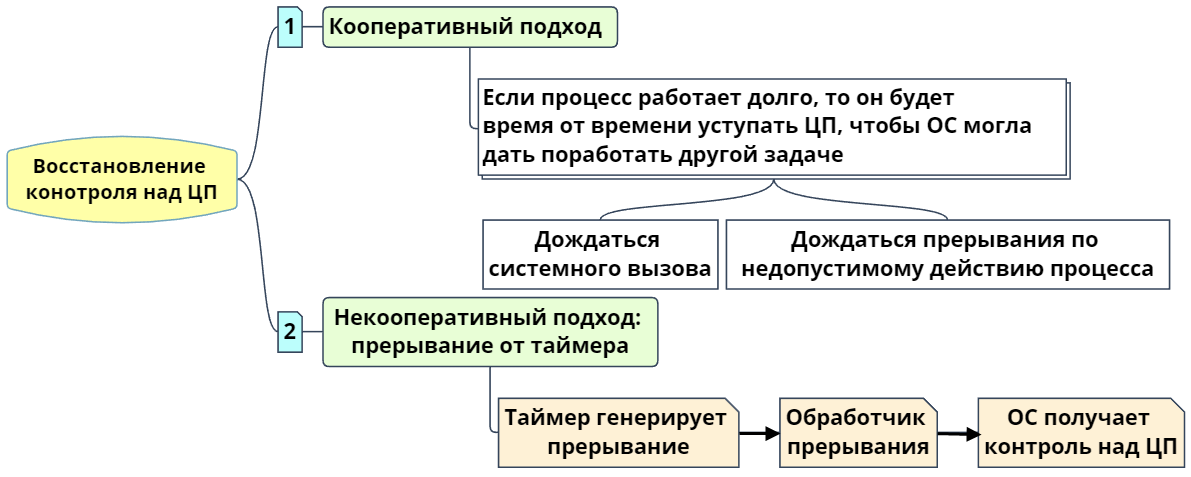 1
Кооперативный подход
Если процесс работает долго, то он будет
время от времени уступать ЦП, чтобы ОС могла
дать поработать другой задаче
Восстановление
конотроля над ЦП
Дождаться
системного вызова
Дождаться прерывания по
недопустимому действию процесса
2
Некооперативный подход:
прерывание от таймера
Таймер генерирует
прерывание
Обработчик
прерывания
ОС получает
контроль над ЦП